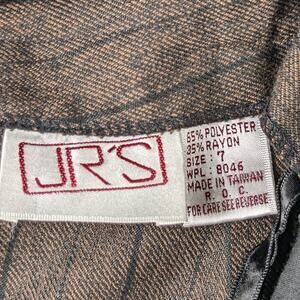 JR'S
65% POLYESTER
35% RAYON
SIZE: 7
WPL: 8046
MADE IN TAIWAN
R. O. C.
FOR CARE SEE REVERSE